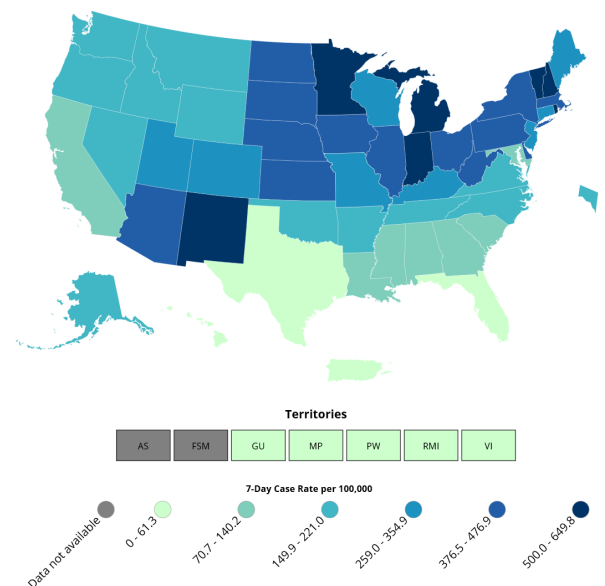 Territories
AS FSM GU MP PW RMI VI
7-Day Case Rate per 100,000
Data not available
0 - 61.3
70.7 - 140.2
149.9 - 221.0
259.0 - 354.9
376.5 - 476.9
500.0 - 649.8